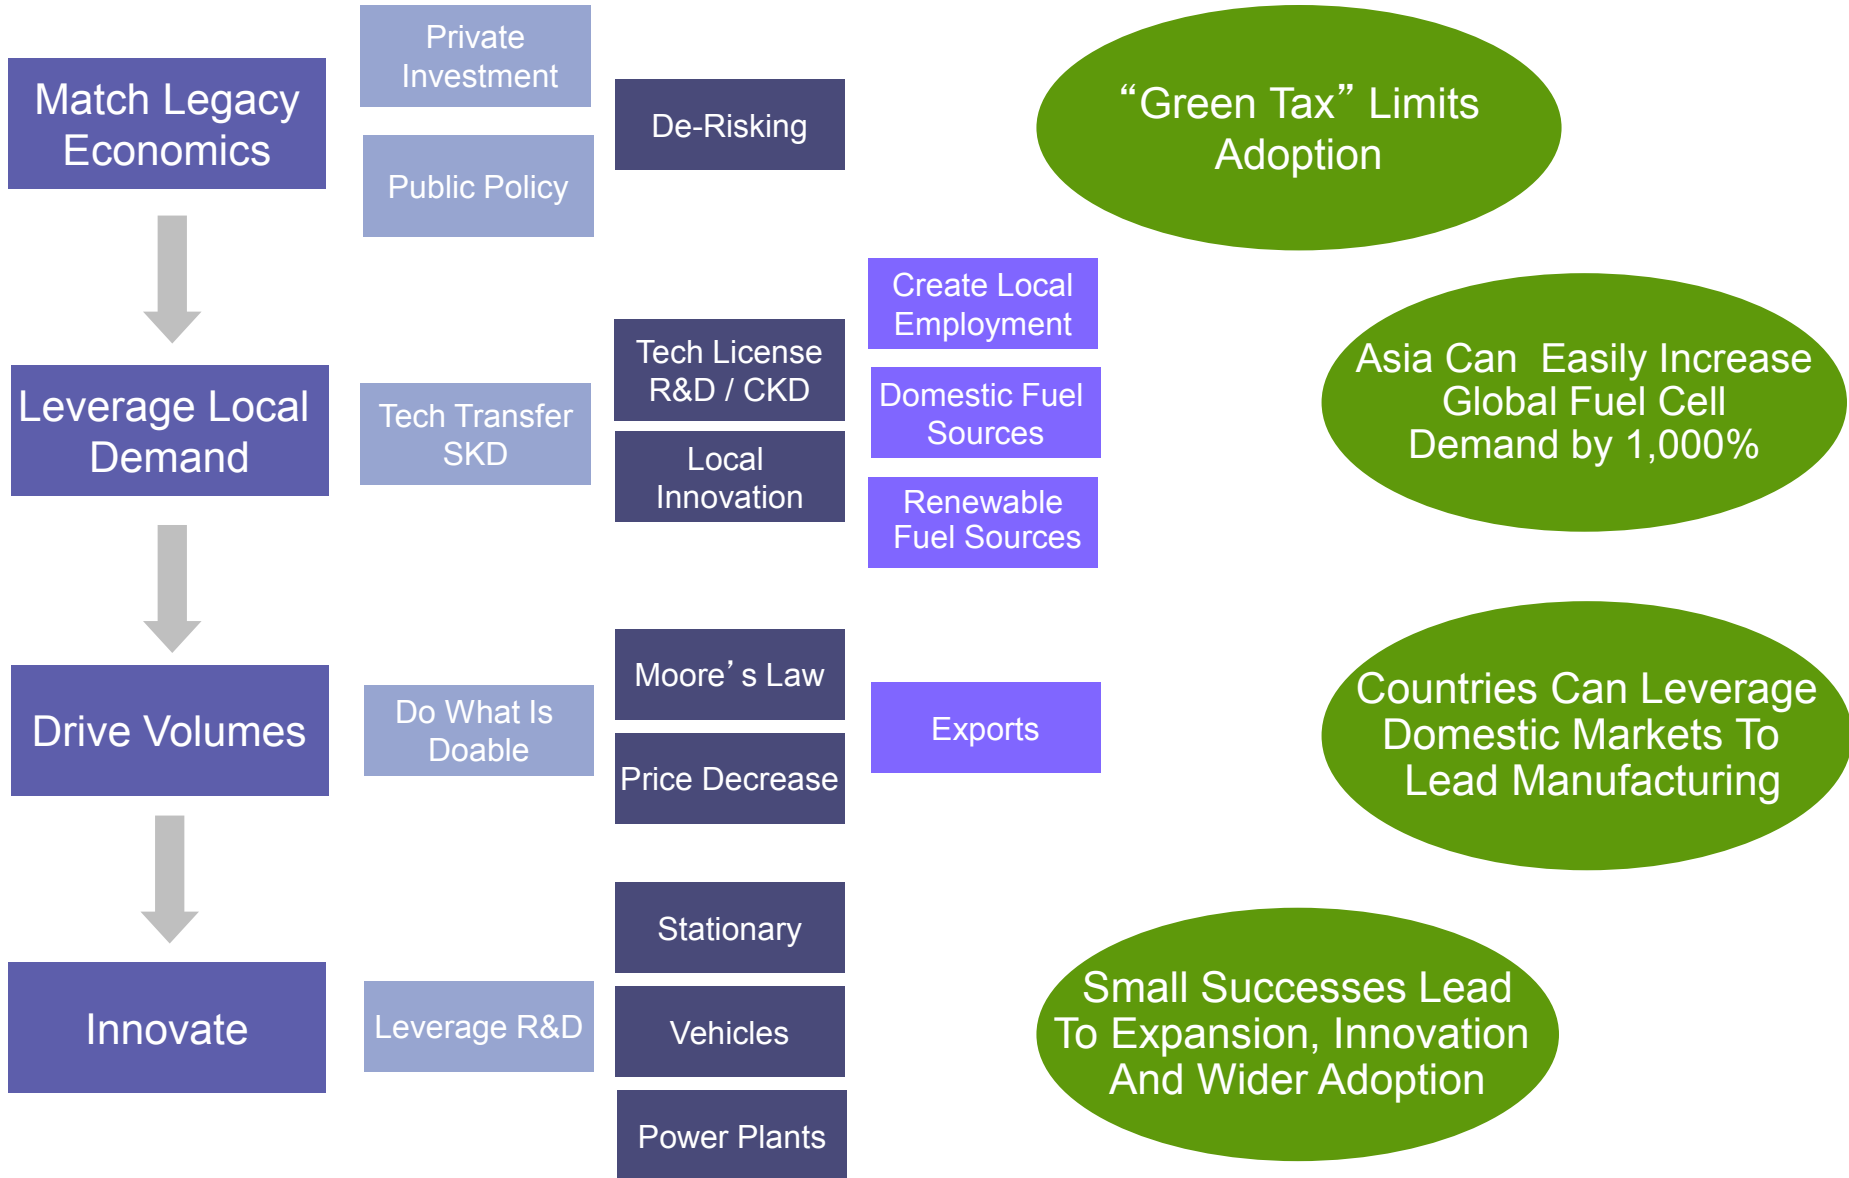 Match Legacy
Economics
Private
Investment
Public Policy
De-Risking
“Green Tax” Limits
Adoption
Leverage Local
Demand
Tech Transfer
SKD
Tech License
R&D / CKD
Local
Innovation
Create Local
Employment
Domestic Fuel
Sources
Renewable
Fuel Sources
Asia Can  Easily Increase
Global Fuel Cell
Demand by 1,000%
Drive Volumes
Do What Is
Doable
Moore’s Law
Price Decrease
Exports
Countries Can Leverage
Domestic Markets To
Lead Manufacturing
Innovate
Leverage R&D
Stationary
Vehicles
Power Plants
Small Successes Lead
To Expansion, Innovation
And Wider Adoption